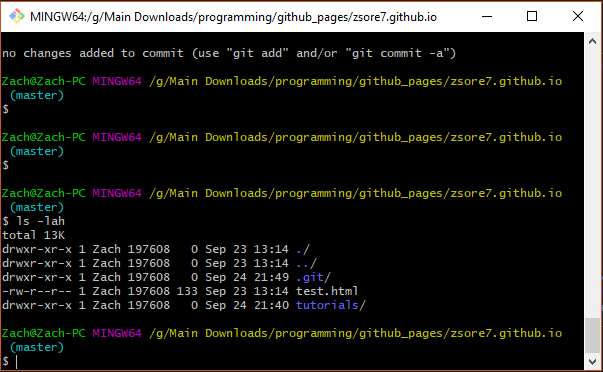 MINGW64:/g/Main Downloads/programming/github_pages/zsore7.github.io
no changes added to commit (use "git add" and/or "git commit -a")
Zach@Zach-PC MINGW64 /g/Main Downloads/programming/github_pages/zsore7.github.io
(master)
$
Zach@Zach-PC MINGW64 /g/Main Downloads/programming/github_pages/zsore7.github.io
(master)
$
Zach@Zach-PC MINGW64 /g/Main Downloads/programming/github_pages/zsore7.github.io
(master)
$ ls -lah
total 13K
drwxr-xr-x 1 Zach 197608   0 Sep 23 13:14 ./
drwxr-xr-x 1 Zach 197608   0 Sep 23 13:14 ../
drwxr-xr-x 1 Zach 197608   0 Sep 24 21:49 .git/
-rw-r--r-- 1 Zach 197608 133 Sep 23 13:14 test.html
drwxr-xr-x 1 Zach 197608   0 Sep 24 21:40 tutorials/
Zach@Zach-PC MINGW64 /g/Main Downloads/programming/github_pages/zsore7.github.io
(master)
$